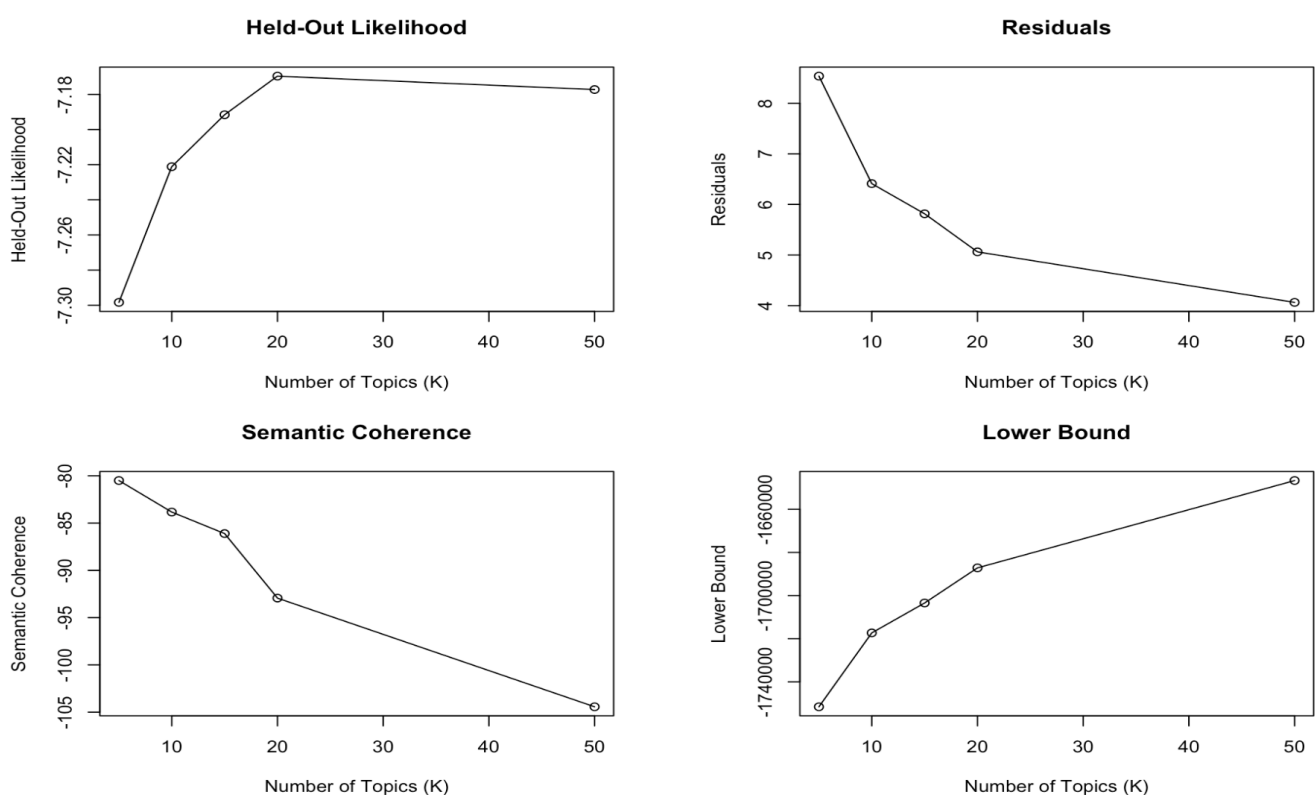 Held-Out Likelihood
Held-Out Likelihood
-7.18
-7.22
-7.26
-7.30
10 20 30 40 50
Number of Topics (K)
Residuals
Residuals
8
7
6
5
4
10 20 30 40 50
Number of Topics (K)
Semantic Coherence
Semantic Coherence
-80
-85
-90
-95
-100
-105
10 20 30 40 50
Number of Topics (K)
Lower Bound
Lower Bound
-1660000
-1700000
-1740000
10 20 30 40 50
Number of Topics (K)